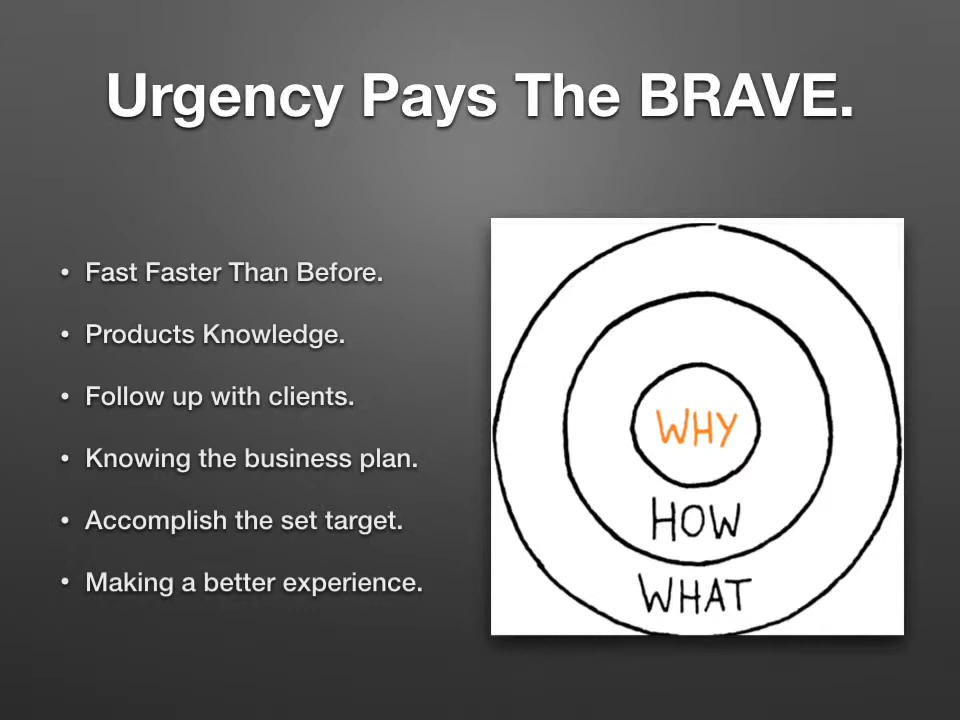 Urgency Pays The BRAVE.
• Fast Faster Than Before.
• Products Knowledge.
• Follow up with clients.
• Knowing the business plan.
• Accomplish the set target.
• Making a better experience.
WHY
HOW
WHAT